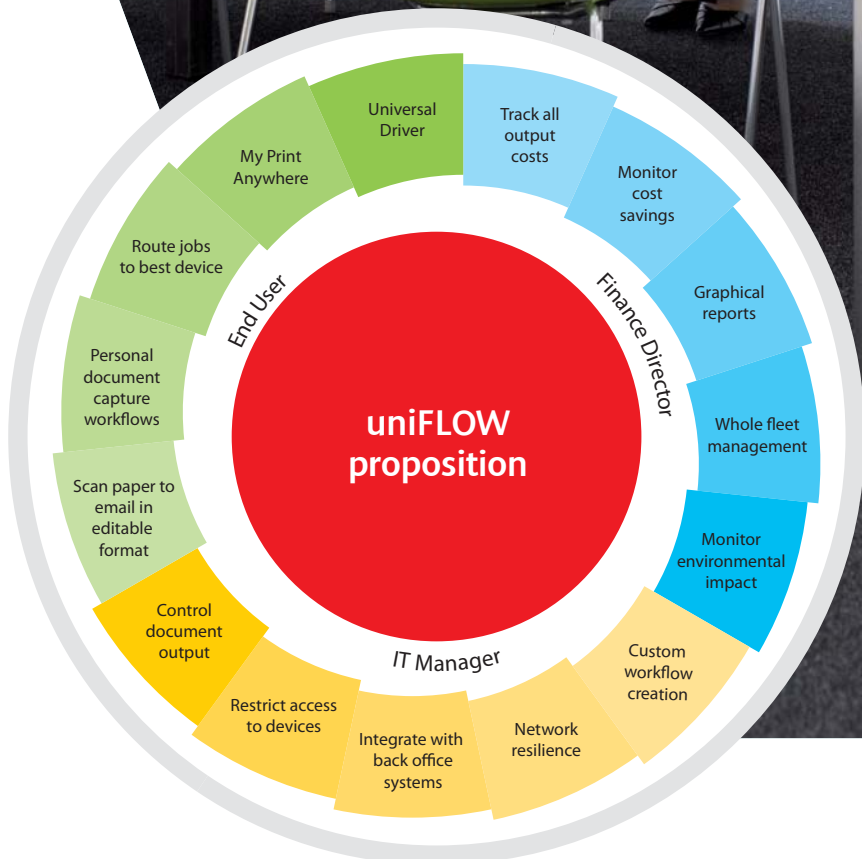 Universal
Driver
Track all
output
costs
Monitor
cost
savings
Graphical
reports
Whole fleet
management
Monitor
environmental
impact
Custom
workflow
creation
Network
resilience
Integrate with
back office
systems
Restrict access
to devices
Control
document
output
Scan paper to
email in
editable
format
Personal
document
capture
workflows
Route jobs
to best device
My Print
Anywhere
End User
Finance Director
IT Manager
uniFLOW
proposition